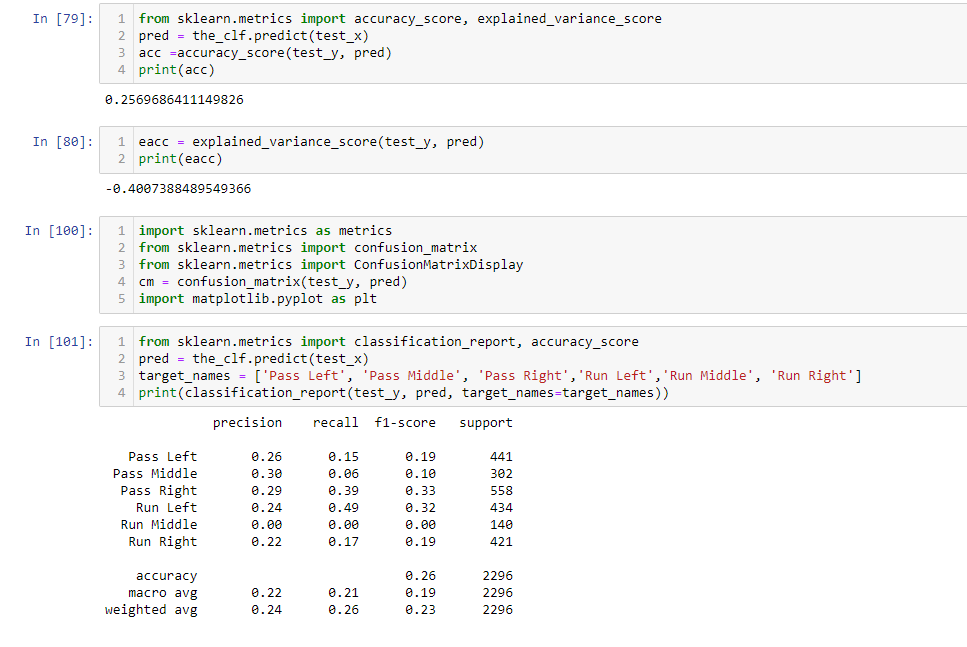 In [79]:
1 from sklearn.metrics import accuracy_score, explained_variance_score
2 pred = the_clf.predict(test_x)
3 acc =accuracy_score(test_y, pred)
4 print(acc)
0.2569686411149826
In [80]:
1 eacc = explained_variance_score(test_y, pred)
2 print(eacc)
-0.4007388489549366
In [100]:
1 import sklearn.metrics as metrics
2 from sklearn.metrics import confusion_matrix
3 from sklearn.metrics import ConfusionMatrixDisplay
4 cm = confusion_matrix(test_y, pred)
5 import matplotlib.pyplot as plt
In [101]:
1 from sklearn.metrics import classification_report, accuracy_score
2 pred = the_clf.predict(test_x)
3 target_names = ['Pass Left', 'Pass Middle', 'Pass Right','Run Left','Run Middle', 'Run Right']
4 print(classification_report(test_y, pred, target_names=target_names))
precision recall f1-score support
Pass Left 0.26 0.15 0.19 441
Pass Middle 0.30 0.06 0.10 302
Pass Right 0.29 0.39 0.33 558
Run Left 0.24 0.49 0.32 434
Run Middle 0.00 0.00 0.00 140
Run Right 0.22 0.17 0.19 421
accuracy 0.26 2296
macro avg 0.22 0.21 0.19 2296
weighted avg 0.24 0.26 0.23 2296